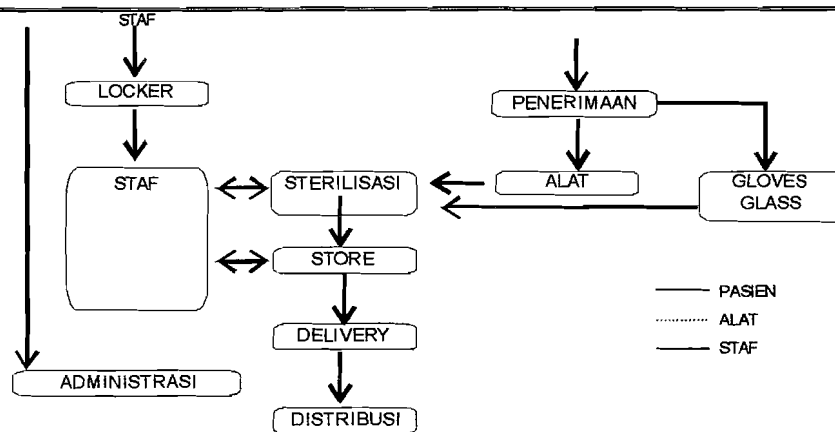 STAF
LOCKER
PENERIMAAN
STAF
STERILISASI
ALAT
GLOVES
GLASS
STORE
PASIEN
ALAT
STAF
DELIVERY
ADMINISTRASI
DISTRIBUSI